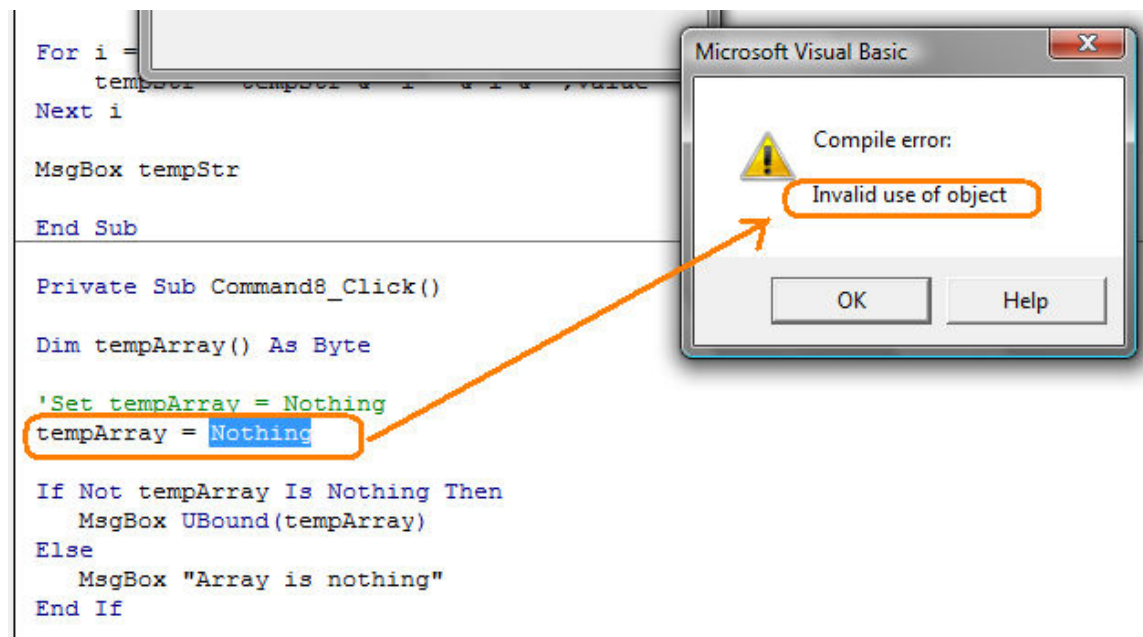 For i =
Next i
MsgBox tempStr
End Sub
Private Sub Command8_Click()
Dim tempArray() As Byte
'Set tempArray = Nothing
tempArray = Nothing
If Not tempArray Is Nothing Then
MsgBox UBound(tempArray)
Else
MsgBox "Array is nothing"
End If
Microsoft Visual Basic
X
Compile error:
Invalid use of object
OK
Help